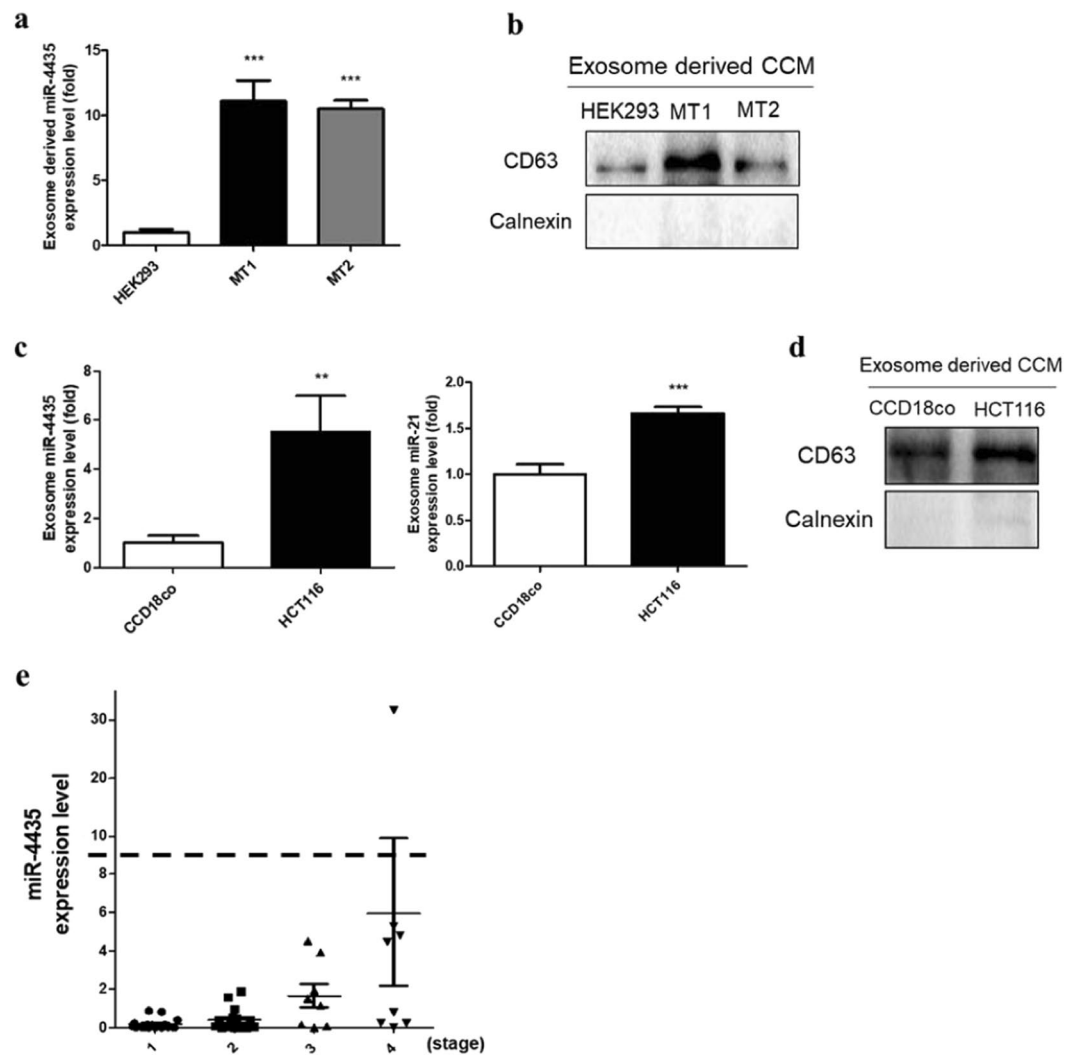 a
Exosome derived miR-4435
expression level (fold)
15
10
5
0
***
***
HEK293
MT1
MT2
b
Exosome derived CCM
HEK293 MT1 MT2
CD63
Calnexin
c
Exosome miR-4435
expression level (fold)
8
6
4
2
0
**
CCD18co
HCT116
Exosome miR-21
expression level (fold)
2.0
1.5
1.0
0.5
0.0
***
CCD18co
HCT116
d
Exosome derived CCM
CCD18co HCT116
CD63
Calnexin
e
miR-4435
expression level
30
20
10
8
6
4
2
0
1 2 3 4 (stage)